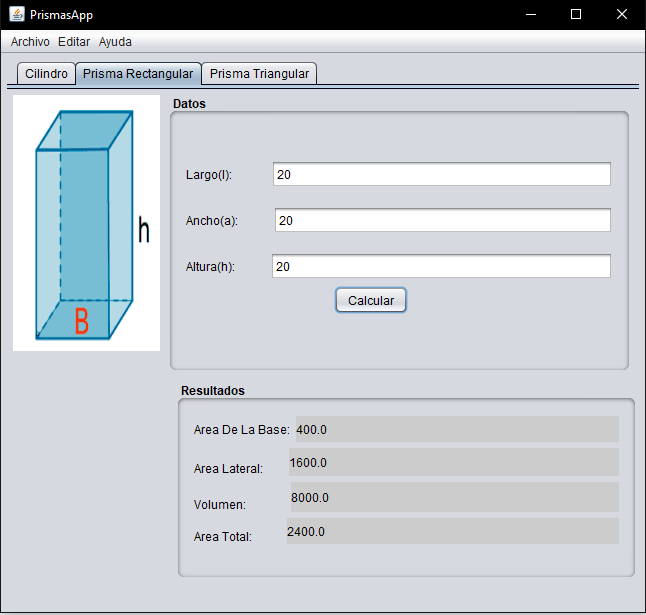 PrismasApp
Archivo Editar Ayuda
Cilindro Prisma Rectangular Prisma Triangular
Datos
Largo(l): 20
Ancho(a): 20
Altura(h): 20
Calcular
h
B
Resultados
Area De La Base: 400.0
Area Lateral: 1600.0
Volumen: 8000.0
Area Total: 2400.0